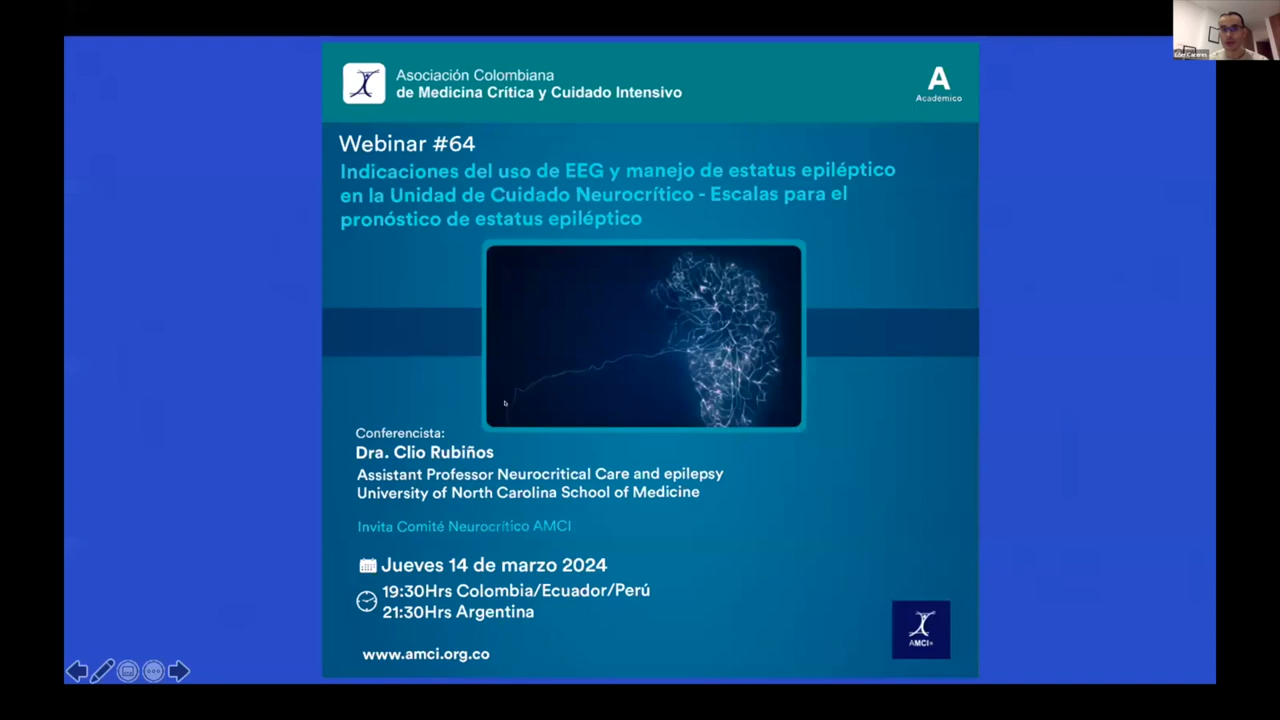 Asociación Colombiana
de Medicina Crítica y Cuidado Intensivo
A
Académico
Webinar #64
Indicaciones del uso de EEG y manejo de estatus epiléptico
en la Unidad de Cuidado Neurocrítico - Escalas para el
pronóstico de estatus epiléptico
Conferencista:
Dra. Clio Rubiños
Assistant Professor Neurocritical Care and epilepsy
University of North Carolina School of Medicine
Invita Comité Neurocrítico AMCI
Jueves 14 de marzo 2024
19:30Hrs Colombia/Ecuador/Perú
21:30Hrs Argentina
www.amci.org.co
AMCI